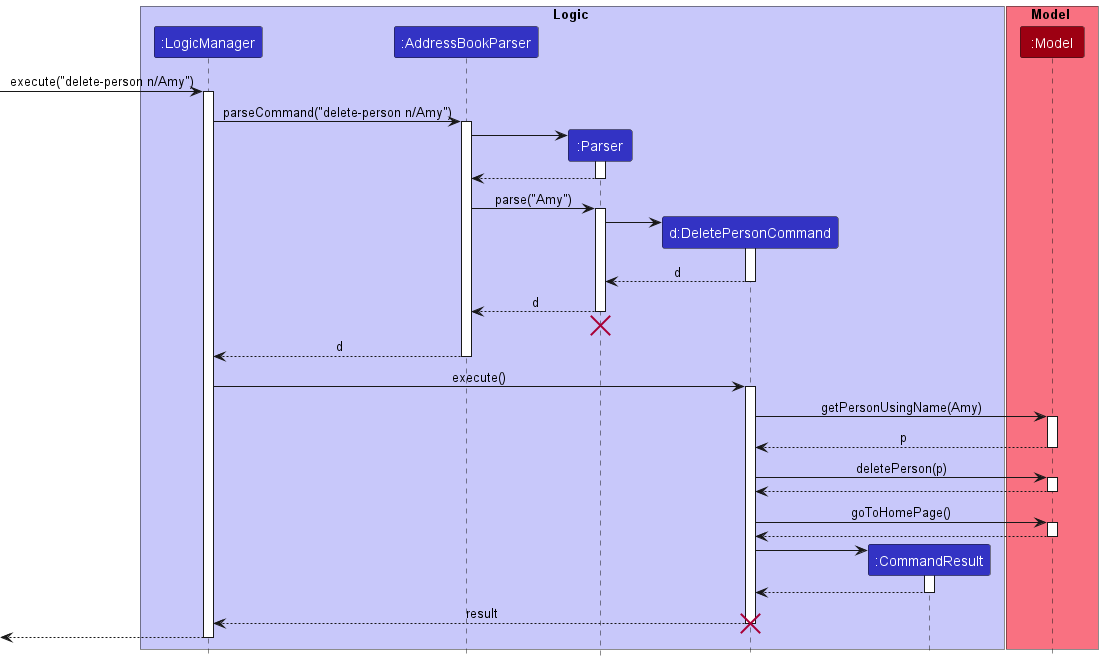 Logic
Model
:LogicManager
:AddressBookParser
:Model
execute("delete-person n/Amy")
parseCommand("delete-person n/Amy")
:Parser
parse("Amy")
d:DeletePersonCommand
d
d
d
execute()
getPersonUsingName(Amy)
p
deletePerson(p)
goToHomePage()
:CommandResult
result